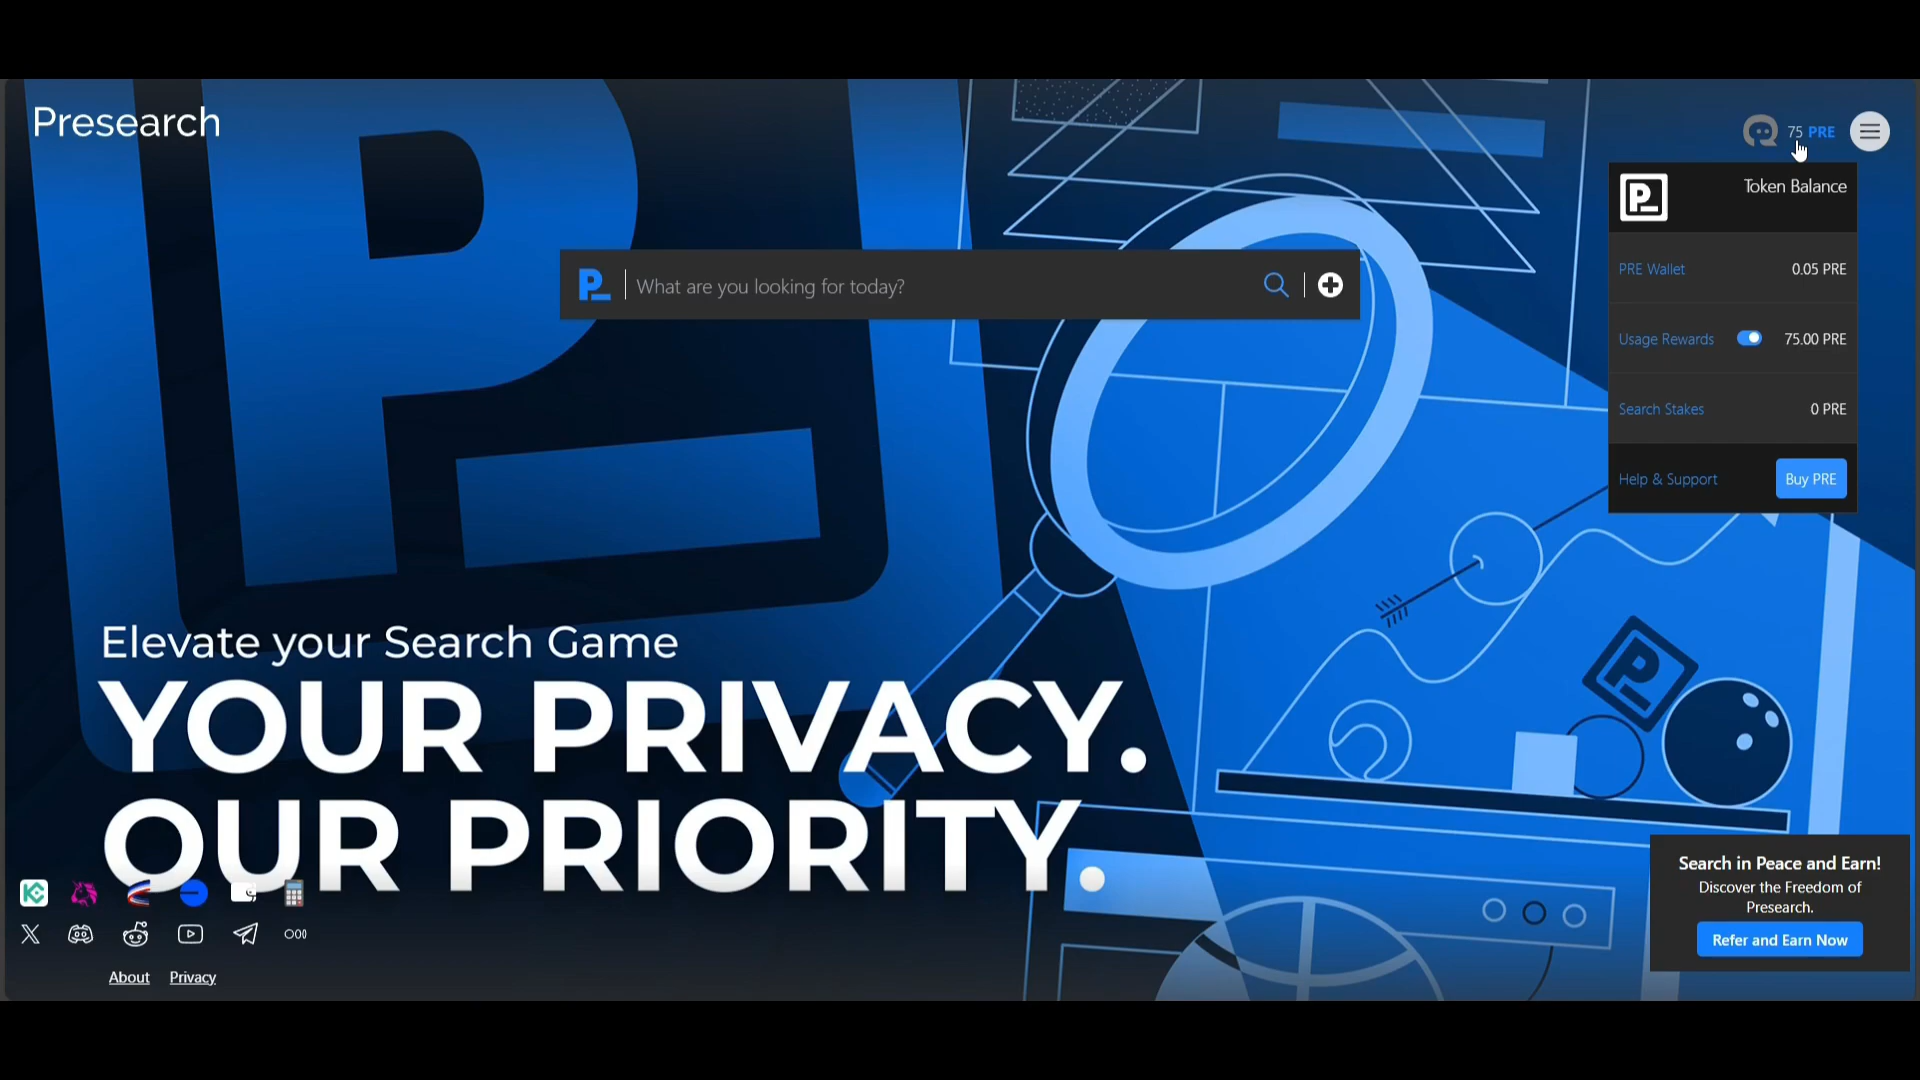 Presearch
75 PRE
Token Balance
What are you looking for today?
PRE Wallet 0.05 PRE
Usage Rewards 75.00 PRE
Search Stakes 0 PRE
Help & Support Buy PRE
Elevate your Search Game
YOUR PRIVACY.
OUR PRIORITY.
Search in Peace and Earn!
Discover the Freedom of
Presearch.
Refer and Earn Now
About Privacy